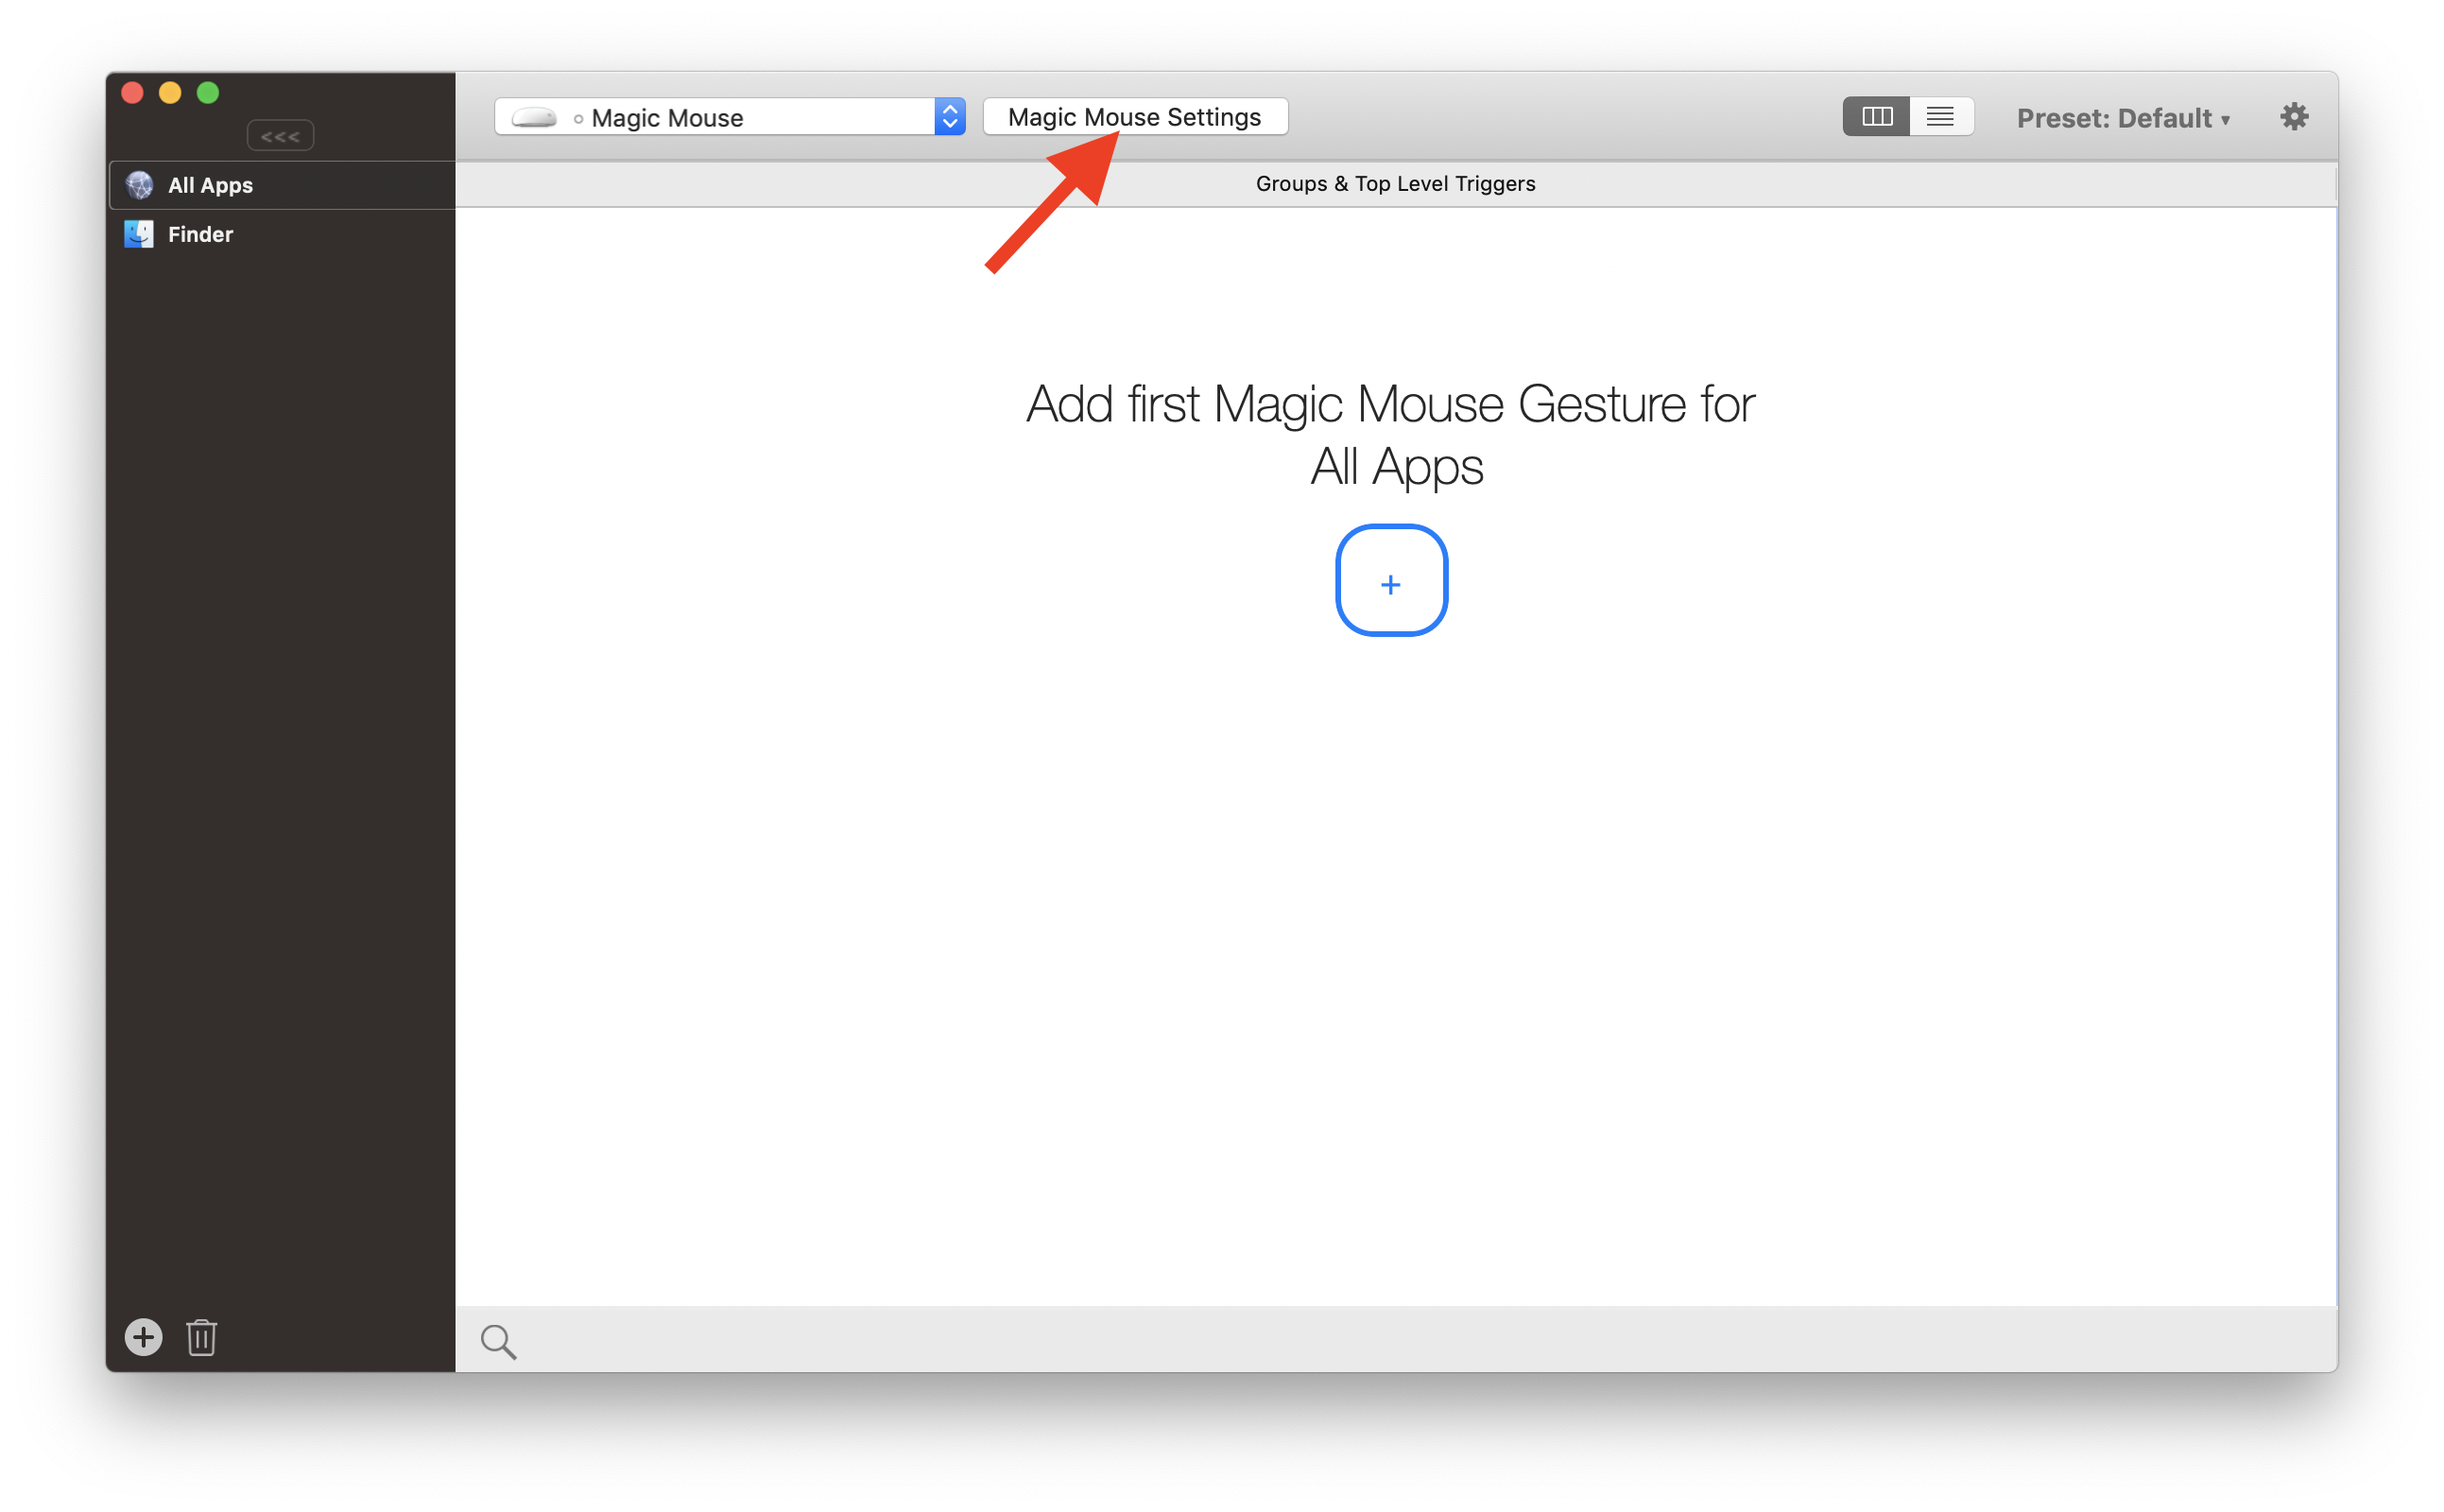 Magic Mouse
Magic Mouse Settings
Preset: Default ▾
<<<
All Apps
Finder
Groups & Top Level Triggers
Add first Magic Mouse Gesture for
All Apps
+